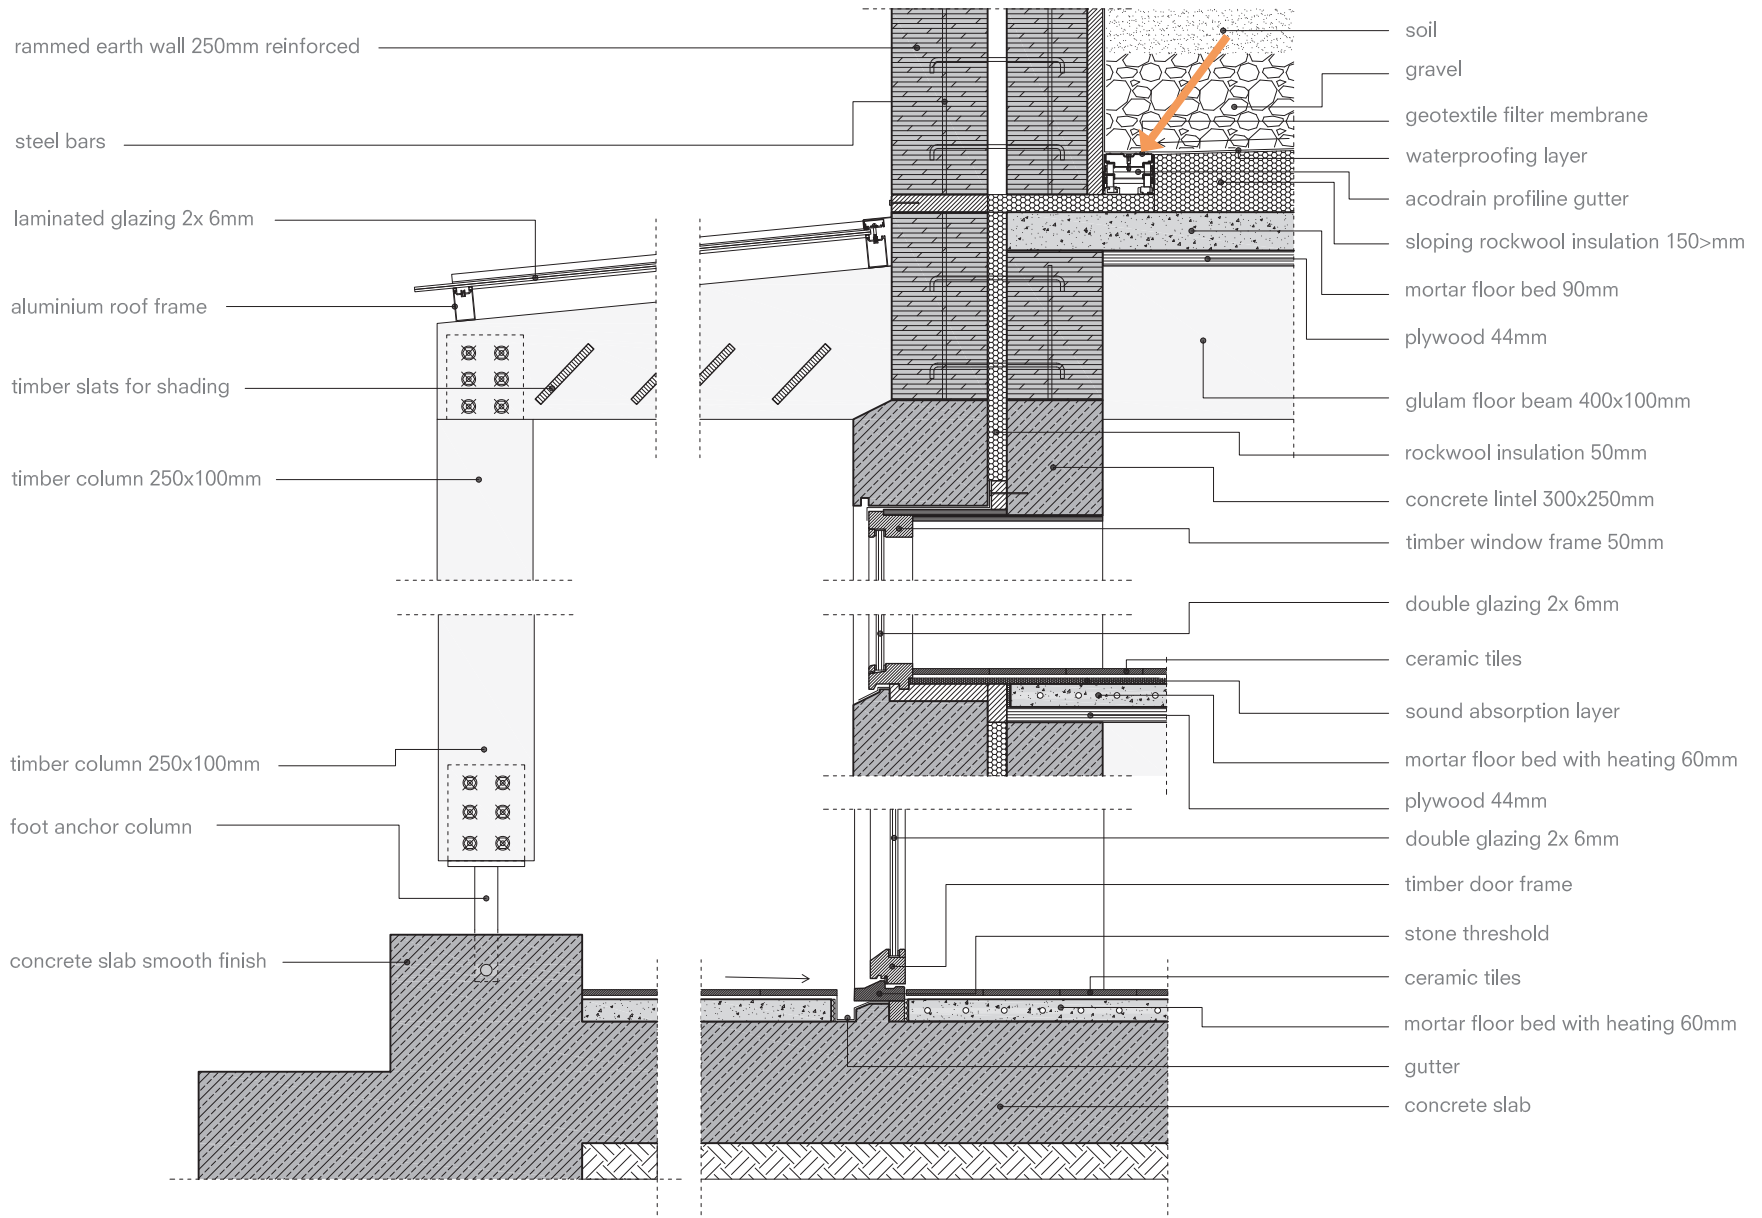 rammed earth wall 250mm reinforced
steel bars
laminated glazing 2x 6mm
aluminium roof frame
timber slats for shading
timber column 250x100mm
timber column 250x100mm
foot anchor column
concrete slab smooth finish
soil
gravel
geotextile filter membrane
waterproofing layer
acodrain profiline gutter
sloping rockwool insulation 150>mm
mortar floor bed 90mm
plywood 44mm
glulam floor beam 400x100mm
rockwool insulation 50mm
concrete lintel 300x250mm
timber window frame 50mm
double glazing 2x 6mm
ceramic tiles
sound absorption layer
mortar floor bed with heating 60mm
plywood 44mm
double glazing 2x 6mm
timber door frame
stone threshold
ceramic tiles
mortar floor bed with heating 60mm
gutter
concrete slab